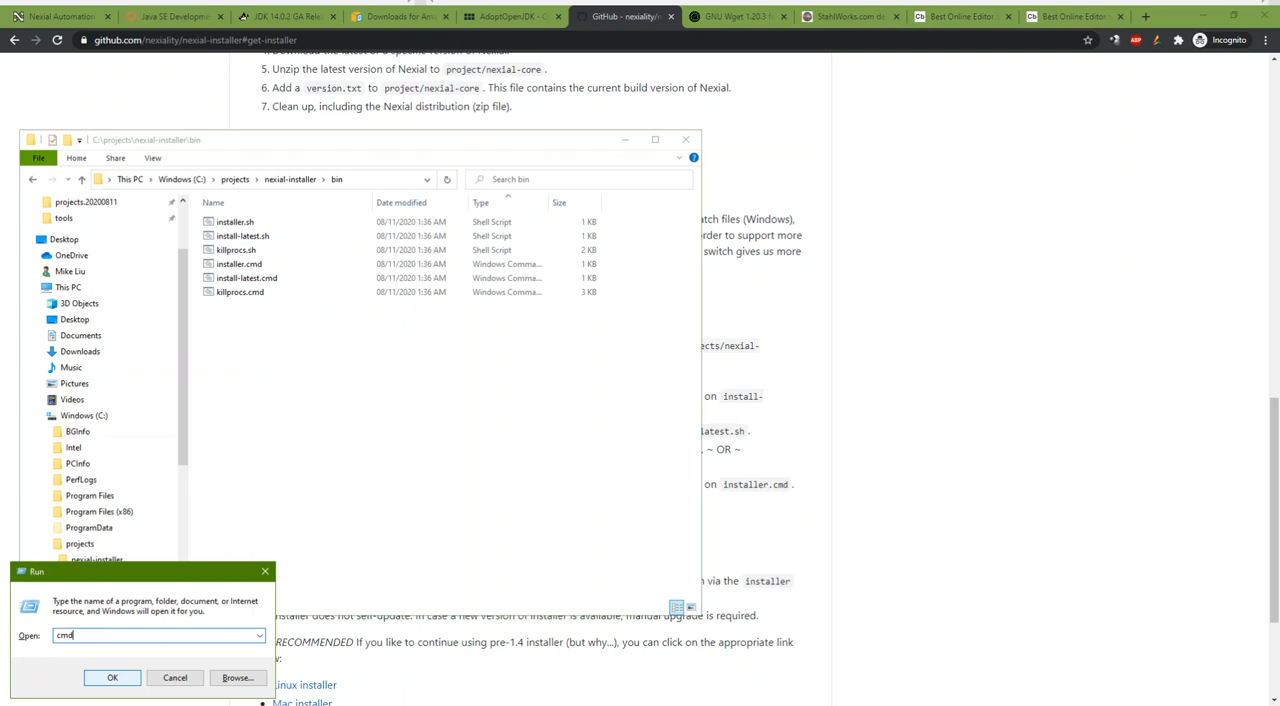 Nexial Automation
Java SE Developme
JDK 14.0.2 GA Rele
Downloads for Ama
AdoptOpenJDK - O
GitHub - nexiality/n
GNU Wget 1.20.3 f
StahlWorks.com de
Best Online Editor
Best Online Editor
github.com/nexiality/nexial-installer#get-installer
ABP
Incognito
5. Unzip the latest version of Nexial to project/nexial-core .
6. Add a version.txt to project/nexial-core . This file contains the current build version of Nexial.
7. Clean up, including the Nexial distribution (zip file).
C:\projects\nexial-installer\bin
File Home Share View
This PC > Windows (C:) > projects > nexial-installer > bin
Search bin
Name Date modified Type Size
projects.20200811
tools
Desktop
OneDrive
Mike Liu
This PC
3D Objects
Desktop
Documents
Downloads
Music
Pictures
Videos
Windows (C:)
BGInfo
Intel
PCInfo
PerfLogs
Program Files
Program Files (x86)
ProgramData
projects
nexial-installer
installer.sh 08/11/2020 1:36 AM Shell Script 1 KB
install-latest.sh 08/11/2020 1:36 AM Shell Script 1 KB
killprocs.sh 08/11/2020 1:36 AM Shell Script 2 KB
installer.cmd 08/11/2020 1:36 AM Windows Comma... 1 KB
install-latest.cmd 08/11/2020 1:36 AM Windows Comma... 1 KB
killprocs.cmd 08/11/2020 1:36 AM Windows Comma... 3 KB
atch files (Windows),
order to support more
switch gives us more
ects/nexial-
on install-
latest.sh .
. ~ OR ~
on installer.cmd .
via the installer
installer does not self-update. In case a new version of installer is available, manual upgrade is required.
RECOMMENDED If you like to continue using pre-1.4 installer (but why...), you can click on the appropriate link
w:
Linux installer
Mac installer
Run
Type the name of a program, folder, document, or Internet
resource, and Windows will open it for you.
Open: cmd
OK Cancel Browse...